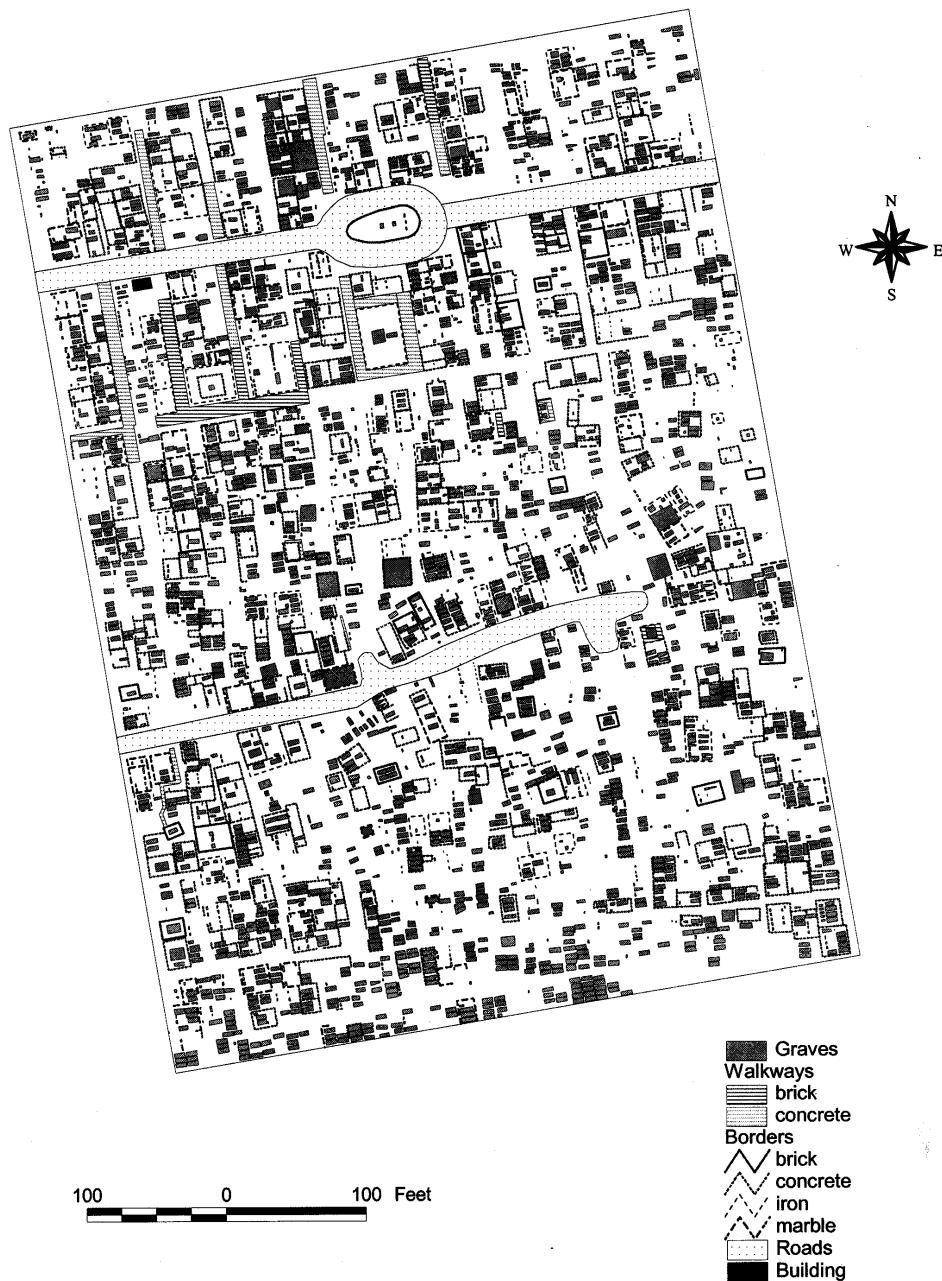 N
W E
S
Graves
Walkways
brick
concrete
Borders
brick
concrete
iron
marble
Roads
Building
100 0 100 Feet